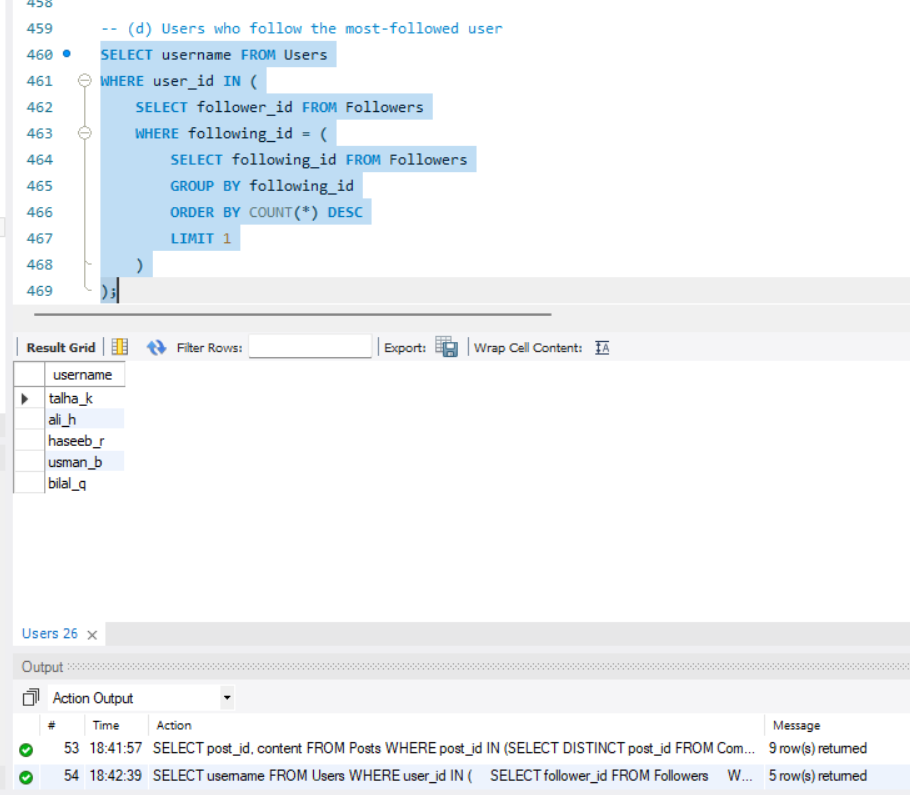 458
459 -- (d) Users who follow the most-followed user
460 SELECT username FROM Users
461 WHERE user_id IN (
462 SELECT follower_id FROM Followers
463 WHERE following_id = (
464 SELECT following_id FROM Followers
465 GROUP BY following_id
466 ORDER BY COUNT(*) DESC
467 LIMIT 1
468 )
469 );
Result Grid Filter Rows: Export: Wrap Cell Content: IA
username
talha_k
ali_h
haseeb_r
usman_b
bilal_q
Users 26 ×
Output
Action Output
# Time Action Message
53 18:41:57 SELECT post_id, content FROM Posts WHERE post_id IN (SELECT DISTINCT post_id FROM Com... 9 row(s) returned
54 18:42:39 SELECT username FROM Users WHERE user_id IN ( SELECT follower_id FROM Followers W... 5 row(s) returned